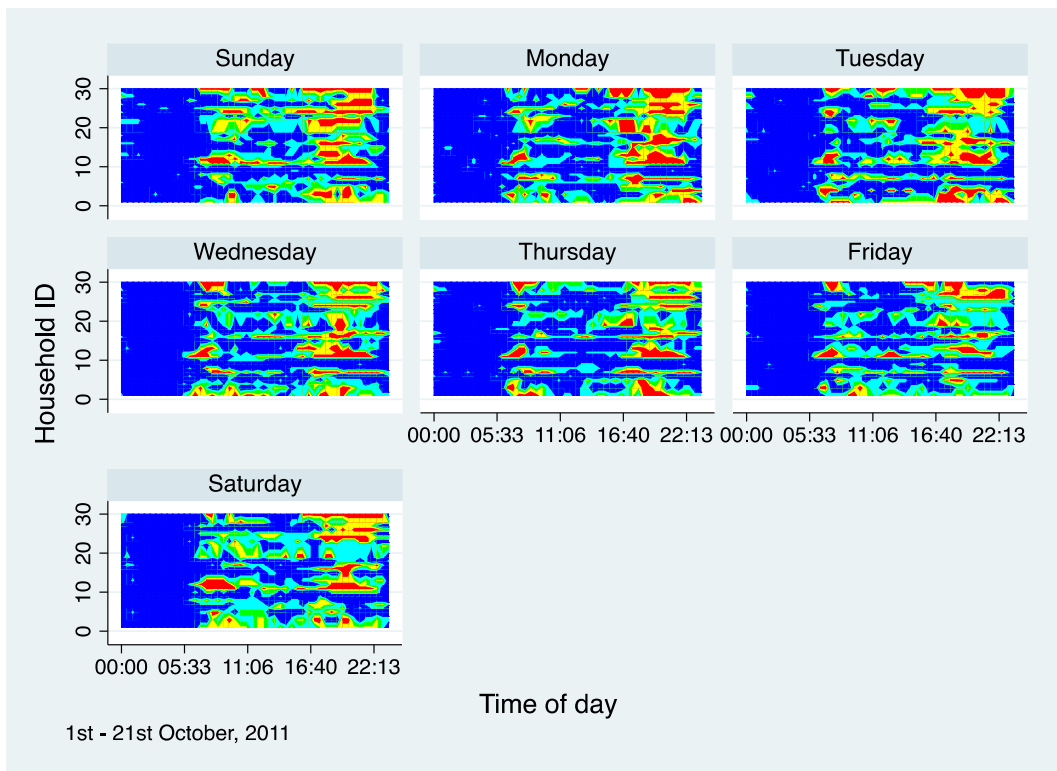 Sunday Monday Tuesday
30
20
10
0
Wednesday Thursday Friday
30
20
10
0
Household ID
00:00 05:33 11:06 16:40 22:13 00:00 05:33 11:06 16:40 22:13
Saturday
30
20
10
0
00:00 05:33 11:06 16:40 22:13
Time of day
1st - 21st October, 2011